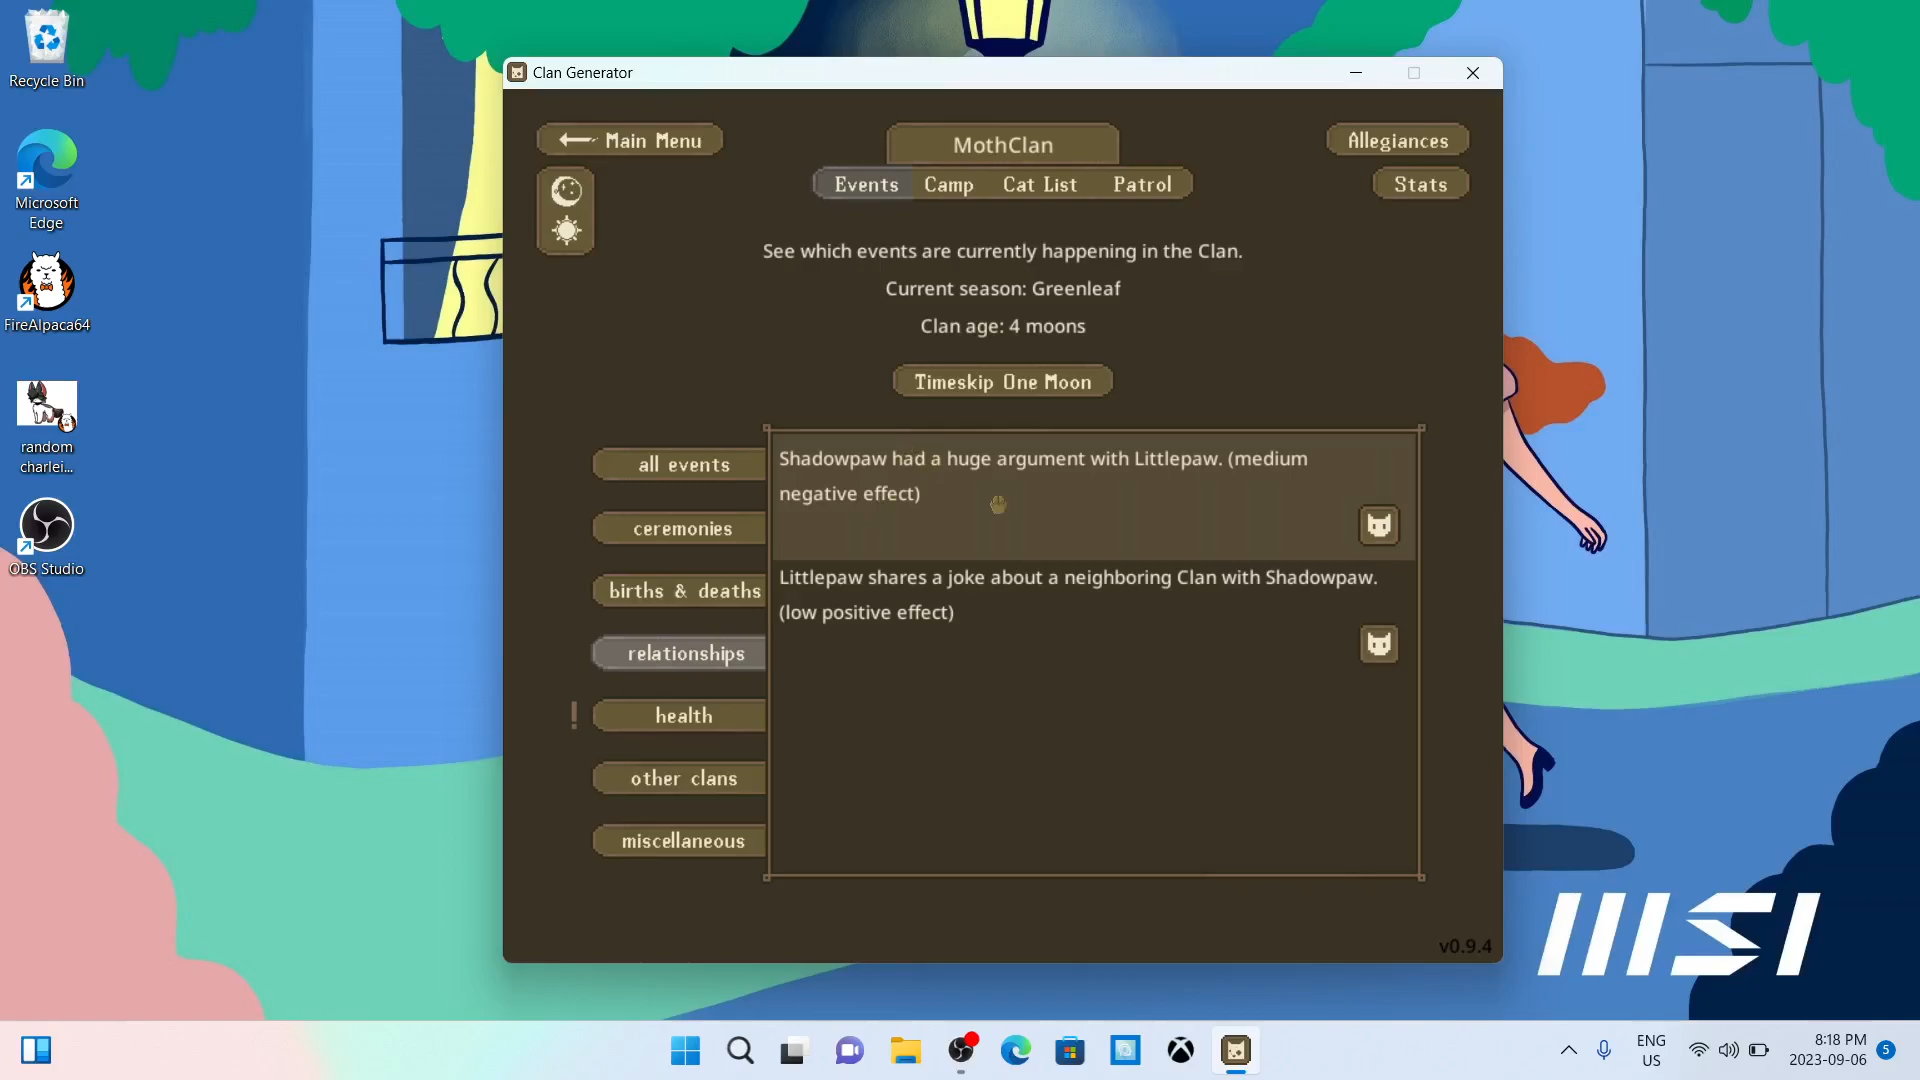 Recycle Bin
Microsoft
Edge
FireAlpaca64
random
charlei...
OBS Studio
Clan Generator
Main Menu
MothClan
Allegiances
Events
Camp
Cat List
Patrol
Stats
See which events are currently happening in the Clan.
Current season: Greenleaf
Clan age: 4 moons
Timeskip One Moon
all events
ceremonies
births & deaths
relationships
! health
other clans
miscellaneous
Shadowpaw had a huge argument with Littlepaw. (medium
negative effect)
Littlepaw shares a joke about a neighboring Clan with Shadowpaw.
(low positive effect)
v0.9.4
msi
ENG
US
8:18 PM
2023-09-06
5